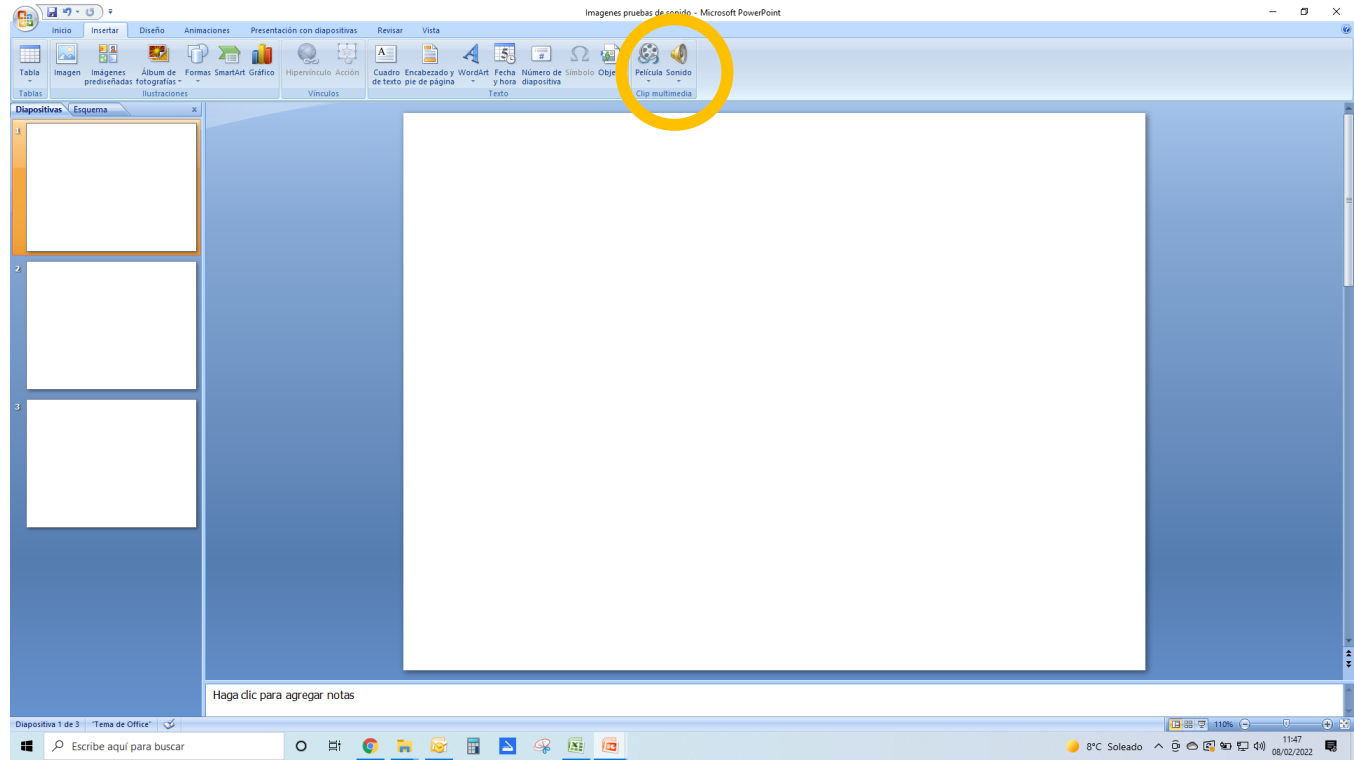 Imagenes pruebas de sonido - Microsoft PowerPoint
Inicio Insertar Diseño Animaciones Presentación con diapositivas Revisar Vista
Tabla Imagen Imágenes prediseñadas Álbum de fotografías Formas SmartArt Gráfico Hipervínculo Acción Cuadro de texto Encabezado y pie de página WordArt Fecha y hora Número de diapositiva Símbolo Obje Película Sonido
Tablas Ilustraciones Vínculos Texto Clip multimedia
Diapositivas Esquema x
1
2
3
Haga clic para agregar notas
Diapositiva 1 de 3 "Tema de Office" 110%
Escribe aquí para buscar
8°C Soleado
11:47
08/02/2022